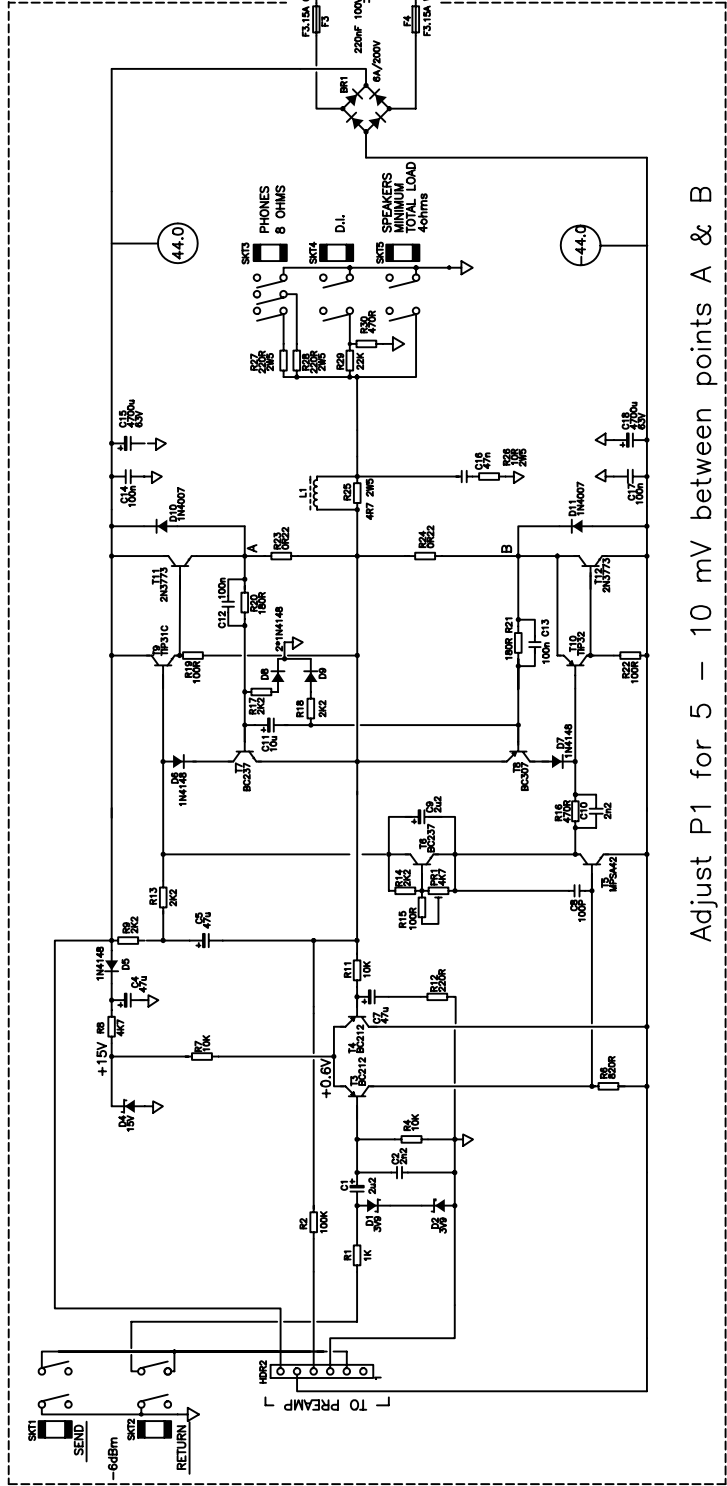 SKT1
SEND
-6dBm
SKT2
RETURN
HDR2
TO PREAMP
R1
1K
R2
100K
D1
3V9
D2
3V9
C1
2u2
C2
2n2
R4
10K
D4
15V
+15V
R8
4K7
C4
47u
1N4148
D5
R7
10K
+0.6V
T3
BC212
T4
BC212
R6
820R
C7
47u
R11
10K
R12
220R
R9
2K2
C5
47u
R13
2K2
R14
2K2
R15
100R
PR1
4K7
T6
BC237
C9
2u2
C8
100P
T5
MPSA42
R16
470R
C10
2n2
D6
1N4148
T7
BC237
T8
BC307
D7
1N4148
C11
10u
R17
2K2
R18
2K2
D8
D9
2*1N4148
T9
TIP31C
R19
100R
C12
100n
R20
180R
180R R21
C13
100n
T10
TIP32
R22
100R
T11
2N3773
T12
2N3773
A
B
R23
0R22
R24
0R22
D10
1N4007
D11
1N4007
L1
R25
4R7
2W5
C14
100n
C15
4700u
63V
C16
47n
R26
10R
2W5
C17
100n
C18
4700u
63V
R27
220R
2W5
R28
220R
2W5
R29
22K
R30
470R
SKT3
PHONES
8 OHMS
SKT4
D.I.
SKT5
SPEAKERS
MINIMUM
TOTAL LOAD
4ohms
44.0
-44.0
BR1
6A/200V
220nF 100
F3.15A
F3
F4
F3.15A
Adjust P1 for 5 - 10 mV between points A & B